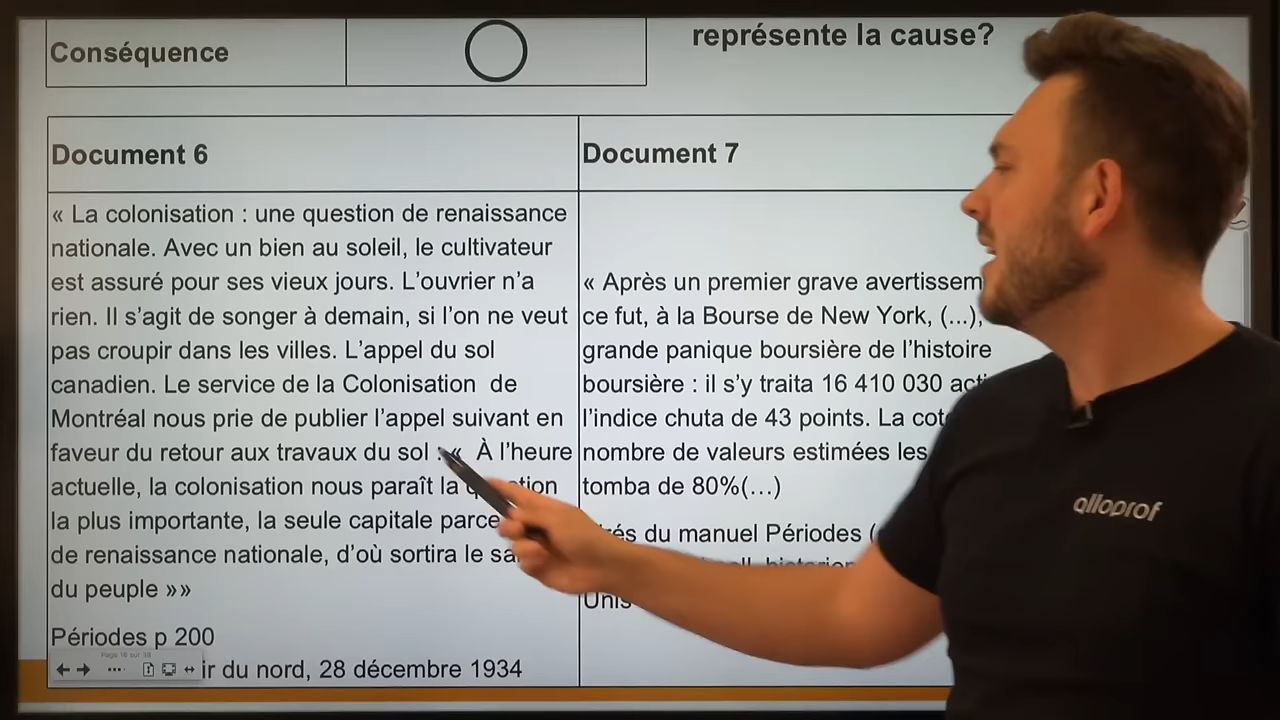 Conséquence
représente la cause?
Document 6
« La colonisation : une question de renaissance
nationale. Avec un bien au soleil, le cultivateur
est assuré pour ses vieux jours. L’ouvrier n’a
rien. Il s’agit de songer à demain, si l’on ne veut
pas croupir dans les villes. L’appel du sol
canadien. Le service de la Colonisation de
Montréal nous prie de publier l’appel suivant en
faveur du retour aux travaux du sol : « À l’heure
actuelle, la colonisation nous paraît la
la plus importante, la seule capitale parce
de renaissance nationale, d’où sortira le
du peuple »»
Périodes p 200
du nord, 28 décembre 1934
Page 16 sur 38
Document 7
« Après un premier grave
ce fut, à la Bourse de New York, (...),
grande panique boursière de l’histoire
boursière : il s’y traita 16 410 030
l’indice chuta de 43 points. La
nombre de valeurs estimées les
tomba de 80%(…)
du manuel Périodes
alloprof